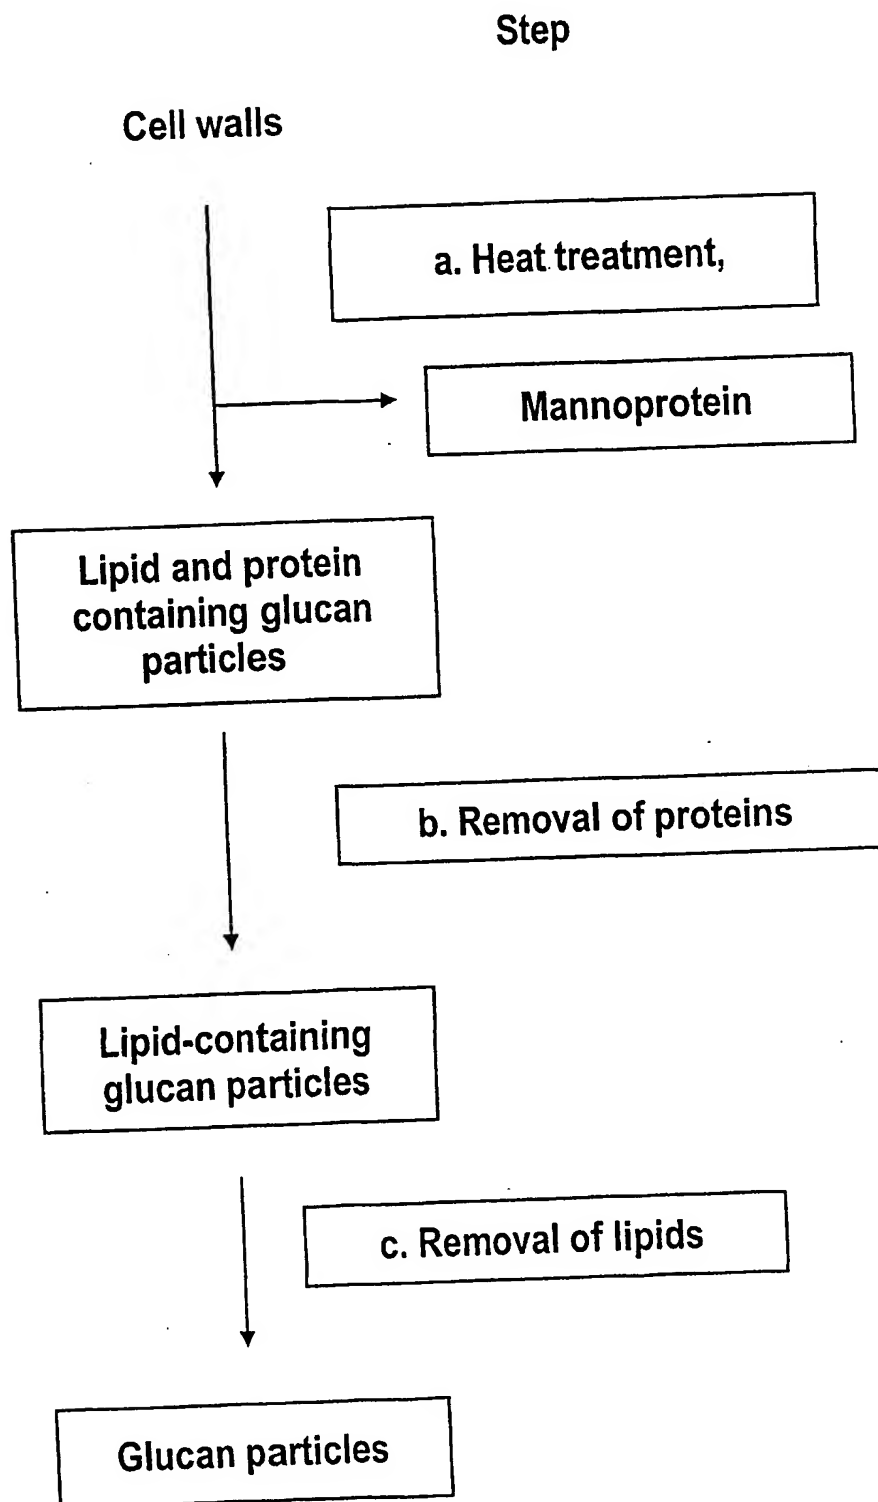 Step
Cell walls
a. Heat treatment,
Mannoprotein
Lipid and protein
containing glucan
particles
b. Removal of proteins
Lipid-containing
glucan particles
c. Removal of lipids
Glucan particles